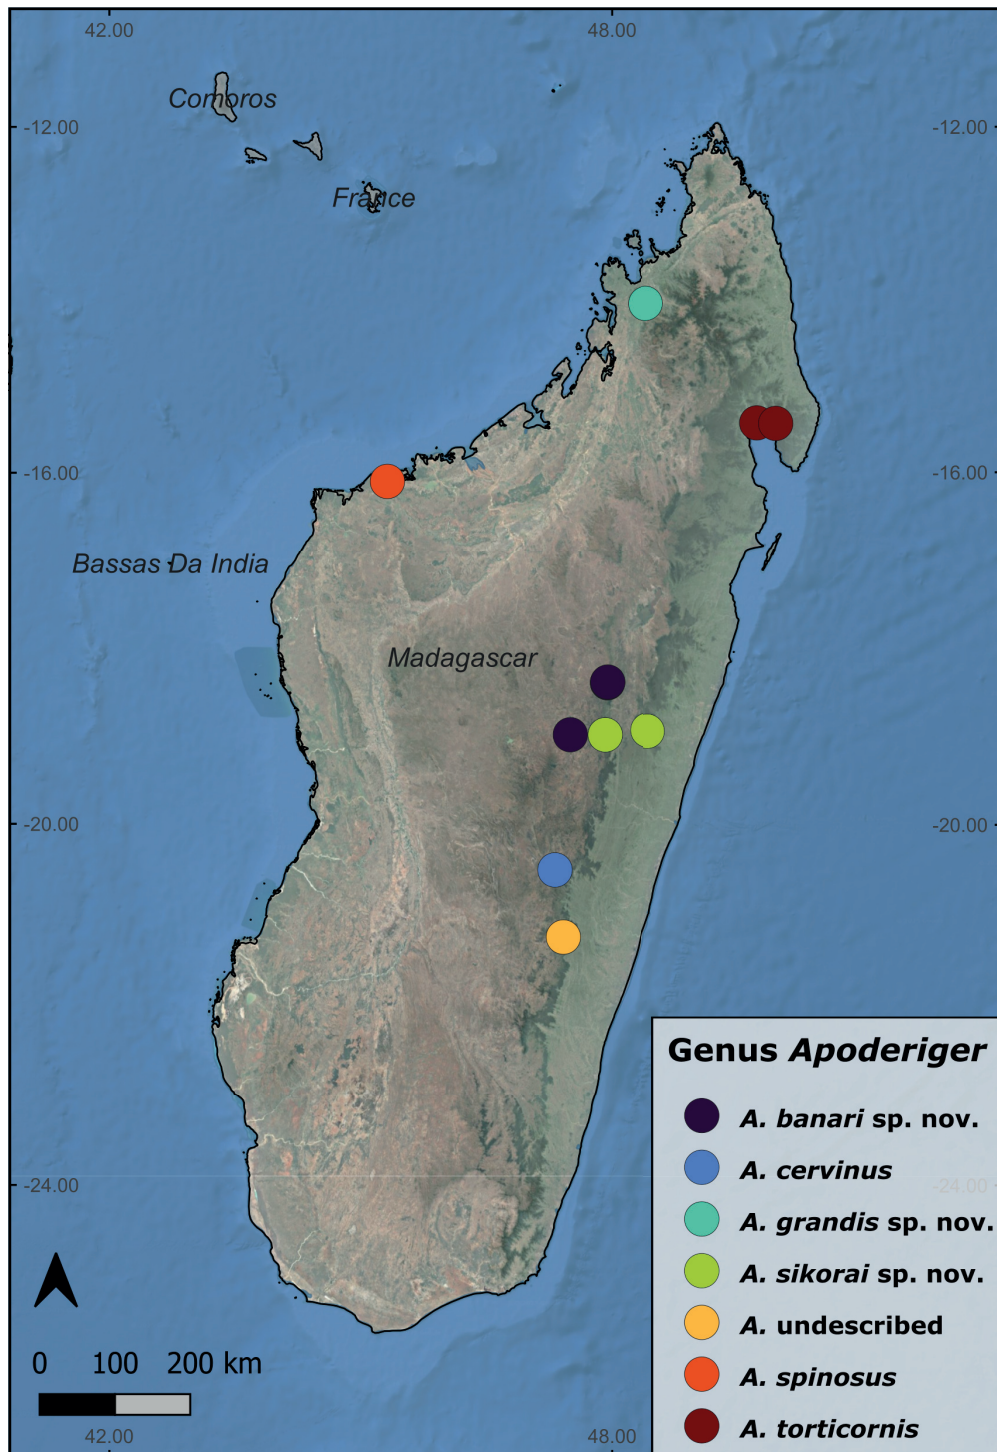 42.00 48.00
Comoros
-12.00 -12.00
France
-16.00 -16.00
Bassas Da India
Madagascar
-20.00 -20.00
-24.00 -24.00
Genus Apoderiger
A. banari sp. nov.
A. cervinus
A. grandis sp. nov.
A. sikorai sp. nov.
A. undescribed
A. spinosus
A. torticornis
0 100 200 km
42.00 48.00